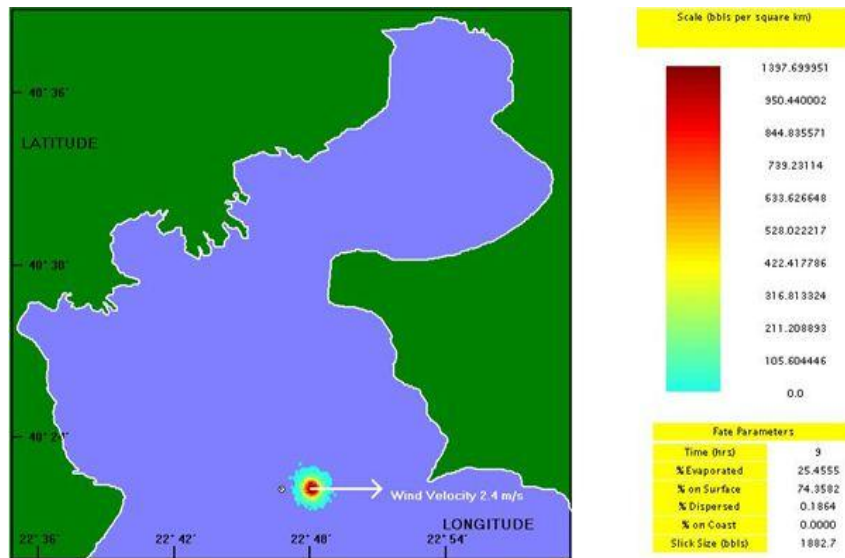 40° 36'
LATITUDE
40° 30'
40° 24'
Wind Velocity 2.4 m/s
LONGITUDE
22° 36'
22° 42'
22° 48'
22° 54'
Scale (bbls per square km)
1397.699951
950.440002
844.835571
739.23114
633.626648
528.022217
422.417786
316.813324
211.208893
105.604446
0.0
Fate Parameters
Time (hrs) 9
% Evaporated 25.4555
% on Surface 74.3582
% Dispersed 0.1864
% on Coast 0.0000
Slick Size (bbls) 1882.7